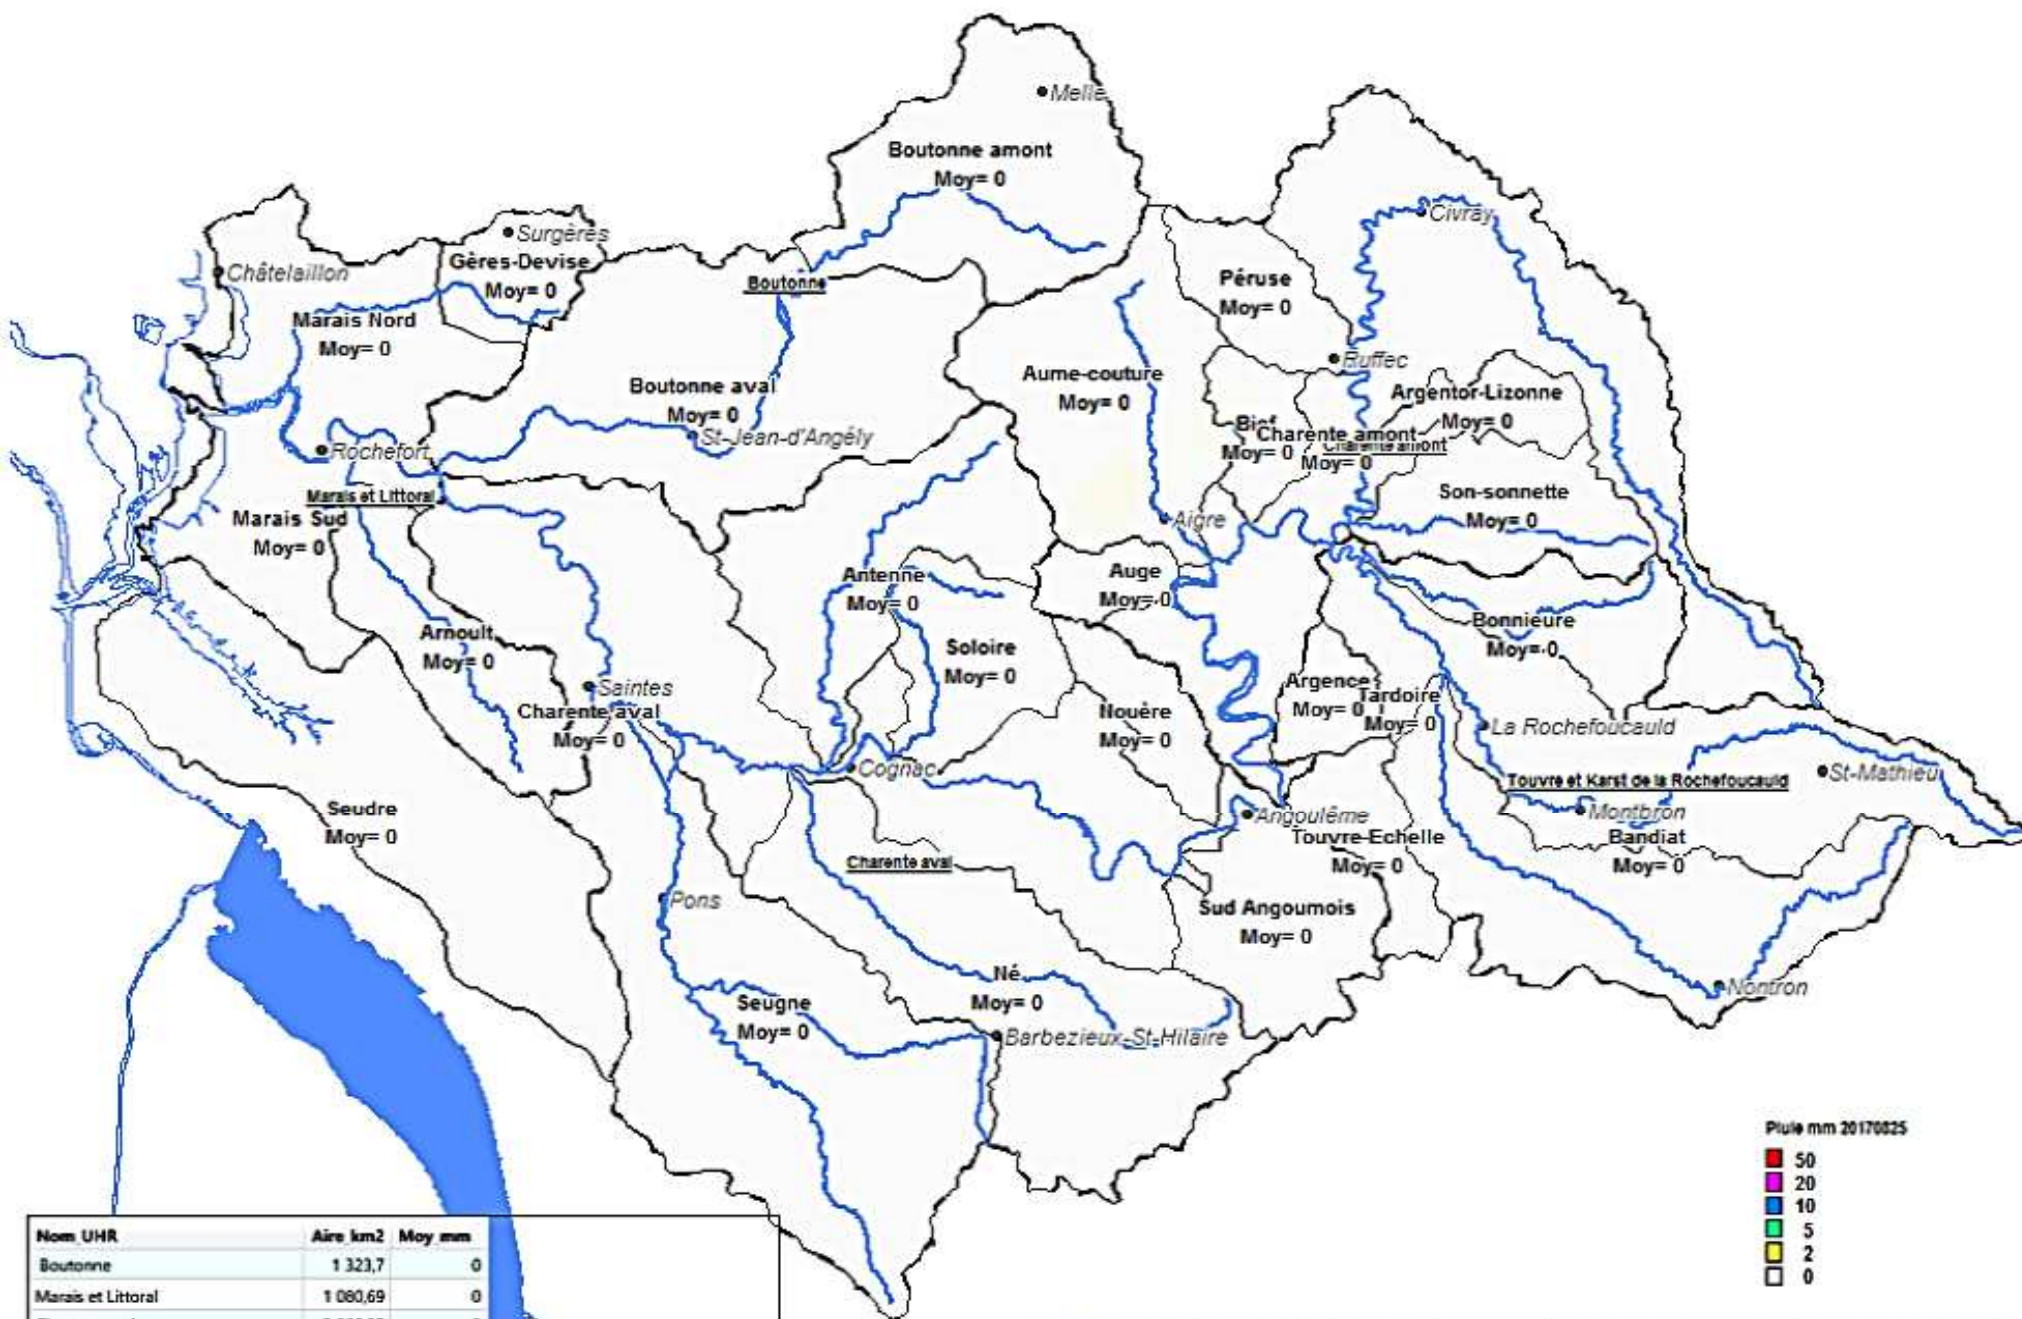 Melle
Boutonne amont
Moy= 0
Civray
Surgères
Gères-Devise
Moy= 0
Châtelaillon
Boutonne
Péruse
Moy= 0
Marais Nord
Moy= 0
Ruffec
Boutonne aval
Moy= 0
Aume-couture
Moy= 0
Argentor-Lizonne
Moy= 0
St-Jean-d'Angély
Bief
Moy= 0
Charente amont
Charente amont
Moy= 0
Rochefort
Marais et Littoral
Marais Sud
Moy= 0
Son-sonnette
Moy= 0
Aigre
Antenne
Moy= 0
Auge
Moy= 0
Arnoult
Moy= 0
Soloire
Moy= 0
Bonnieure
Moy= 0
Saintes
Charente aval
Moy= 0
Nouère
Moy= 0
Argence
Moy= 0
Tardoire
Moy= 0
La Rochefoucauld
Cognac
Touvre et Karst de la Rochefoucauld
St-Mathieu
Seudre
Moy= 0
Angoulême
Montbron
Touvre-Echelle
Moy= 0
Bandiat
Moy= 0
Charente aval
Pons
Sud Angoumois
Moy= 0
Né
Moy= 0
Seugne
Moy= 0
Nontron
Barbezieux-St-Hilaire
Pluie mm 20170825
50
20
10
5
2
0
Nom_UHR Aire_km2 Moy_mm
Boutonne 1 323,7 0
Marais et Littoral 1 080,69 0